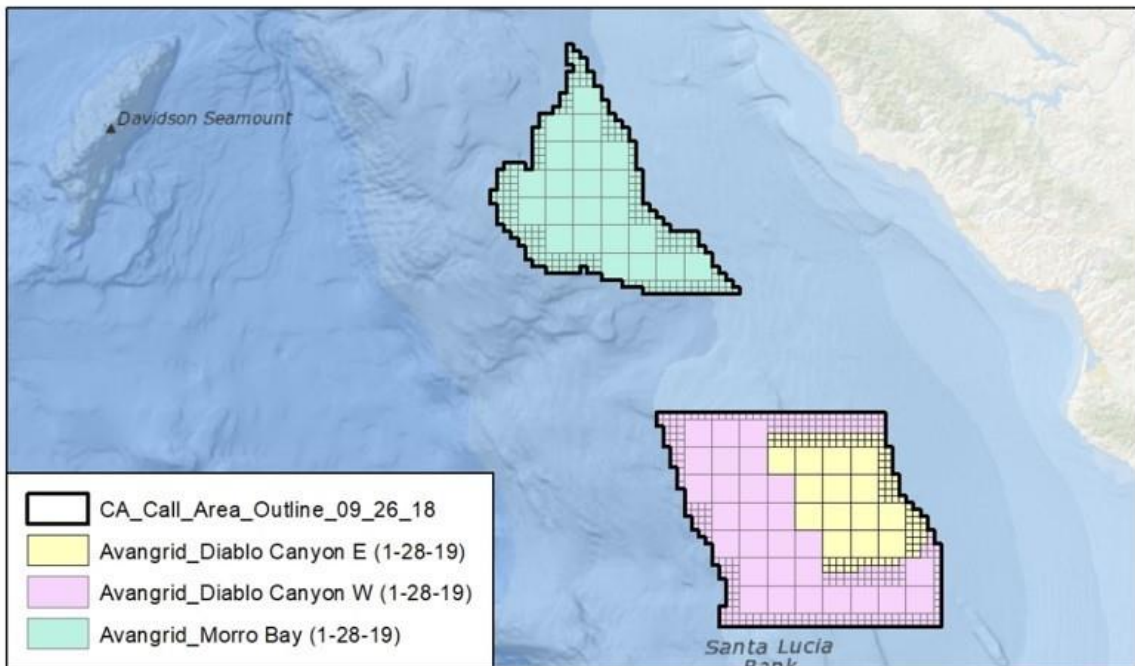 Davidson Seamount
CA_Call_Area_Outline_09_26_18
Avangrid_Diablo Canyon E (1-28-19)
Avangrid_Diablo Canyon W (1-28-19)
Avangrid_Morro Bay (1-28-19)
Santa Lucia
Bank